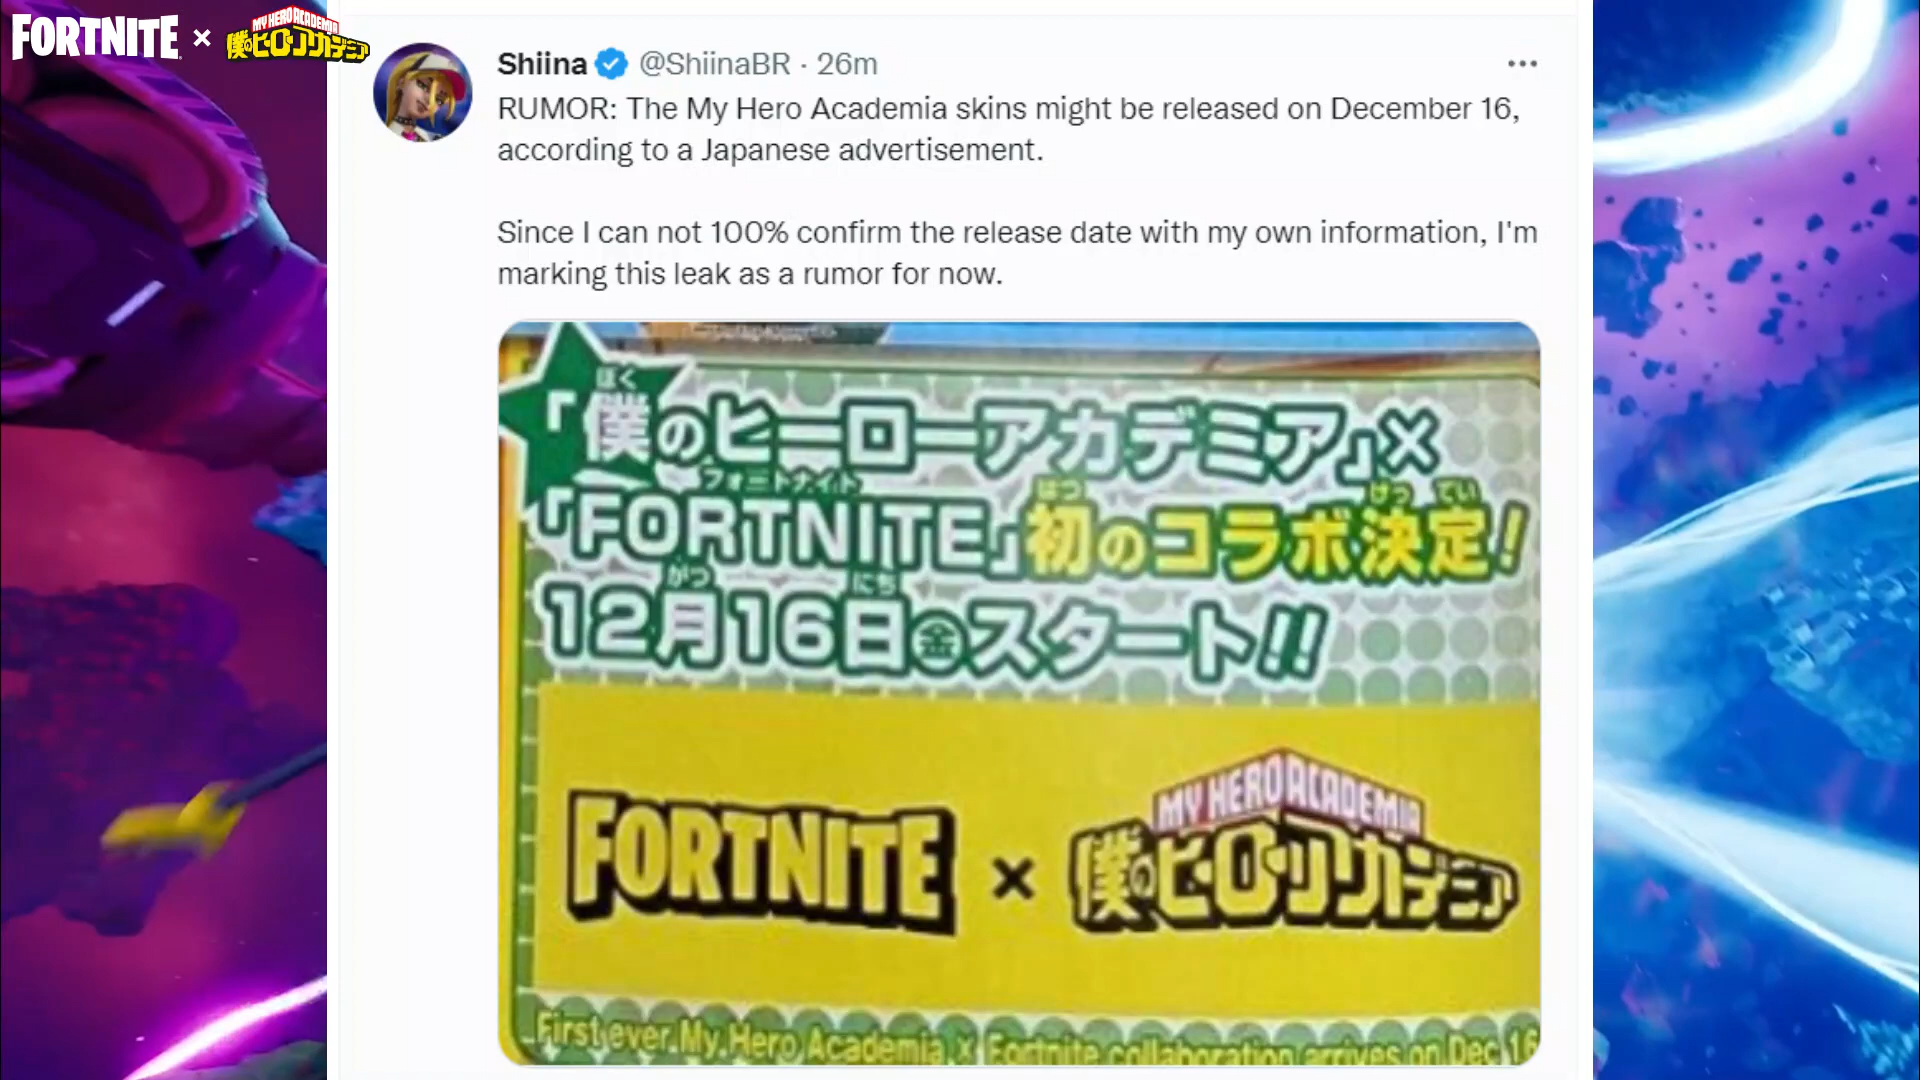 FORTNITE × MY HERO ACADEMIA
僕のヒーローアカデミア
Shiina @ShiinaBR · 26m
RUMOR: The My Hero Academia skins might be released on December 16,
according to a Japanese advertisement.
Since I can not 100% confirm the release date with my own information, I'm
marking this leak as a rumor for now.
ぼく
「僕のヒーローアカデミア」×
フォートナイト はつ けっ てい
「FORTNITE」初のコラボ決定!
がつ にち
12月16日金スタート!!
MY HERO ACADEMIA
FORTNITE × 僕のヒーローアカデミア
First ever My Hero Academia x Fortnite collaboration arrives on Dec 16